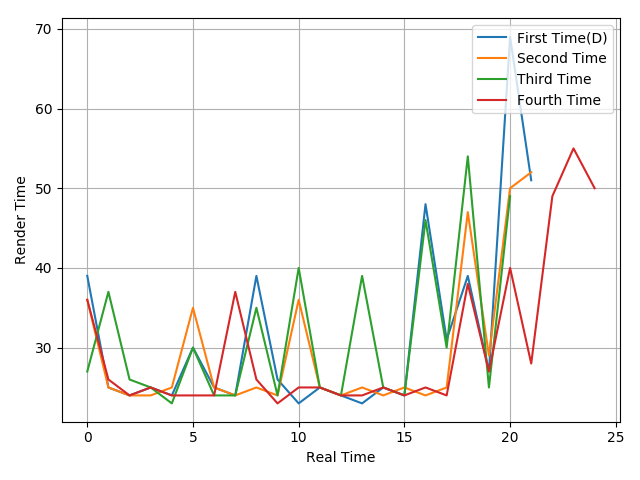 70
60
50
40
30
Render Time
0 5 10 15 20 25
Real Time
First Time(D)
Second Time
Third Time
Fourth Time